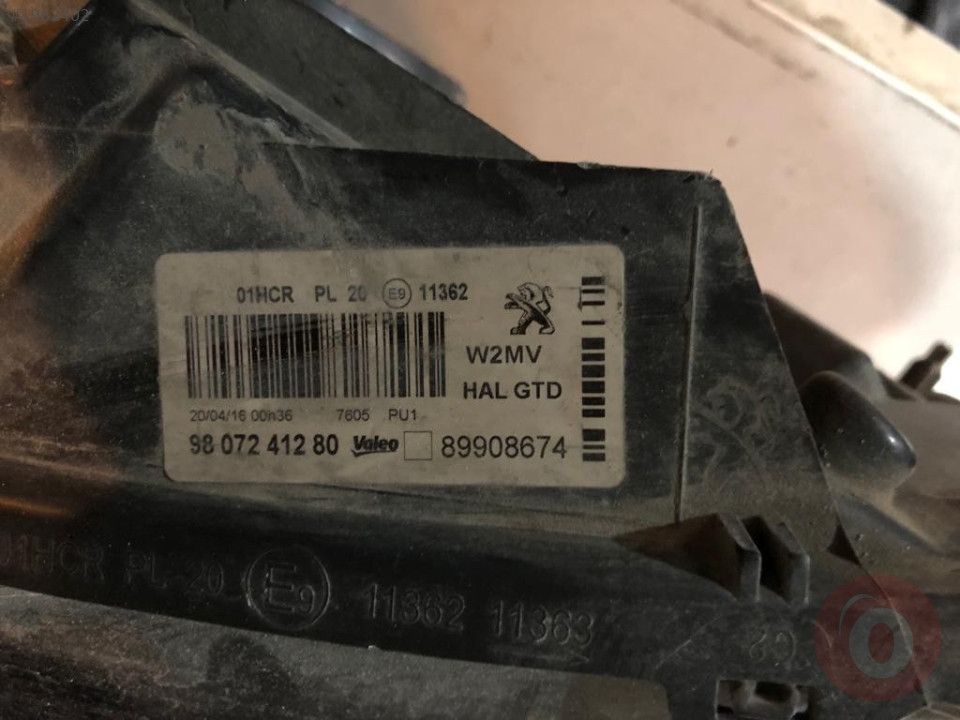 01HCR PL 20 E9 11362
W2MV
HAL GTD
20/04/16 00h36 7605 PU1
98 072 412 80 Valeo 89908674
01HCR PL 20 E9 11362 11363